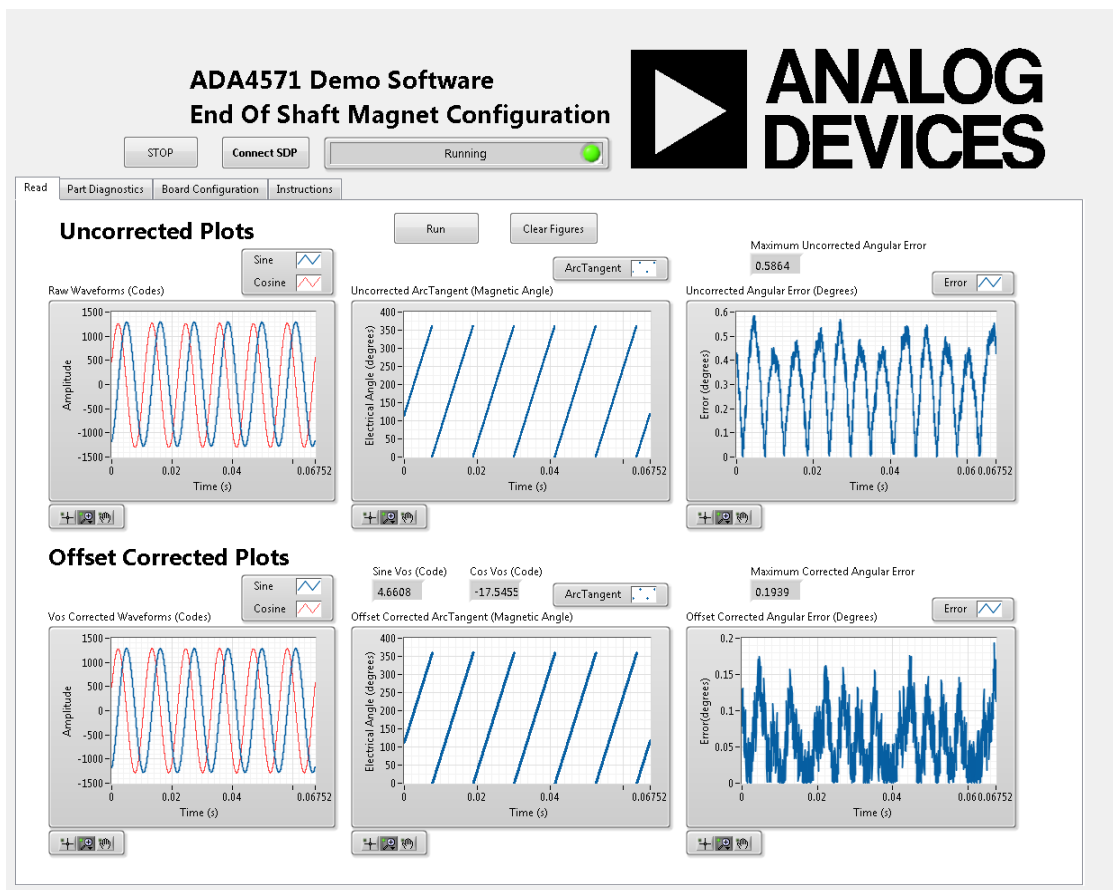 ADA4571 Demo Software
End Of Shaft Magnet Configuration
ANALOG
DEVICES
STOP
Connect SDP
Running
Read
Part Diagnostics
Board Configuration
Instructions
Uncorrected Plots
Run
Clear Figures
Sine
Cosine
Raw Waveforms (Codes)
1500
1000
500
0
-500
-1000
-1500
Amplitude
0
0.02
0.04
0.06752
Time (s)
ArcTangent
Uncorrected ArcTangent (Magnetic Angle)
400
350
300
250
200
150
100
50
0
Electrical Angle (degrees)
0
0.02
0.04
0.06752
Time (s)
Maximum Uncorrected Angular Error
0.5864
Error
Uncorrected Angular Error (Degrees)
0.6
0.5
0.4
0.3
0.2
0.1
0
Error (degrees)
0
0.02
0.04
0.06
0.06752
Time (s)
Offset Corrected Plots
Sine
Cosine
Vos Corrected Waveforms (Codes)
1500
1000
500
0
-500
-1000
-1500
Amplitude
0
0.02
0.04
0.06752
Time (s)
Sine Vos (Code)
4.6608
Cos Vos (Code)
-17.5455
ArcTangent
Offset Corrected ArcTangent (Magnetic Angle)
400
350
300
250
200
150
100
50
0
Electrical Angle (degrees)
0
0.02
0.04
0.06752
Time (s)
Maximum Corrected Angular Error
0.1939
Error
Offset Corrected Angular Error (Degrees)
0.2
0.15
0.1
0.05
0
Error(degrees)
0
0.02
0.04
0.06
0.06752
Time (s)